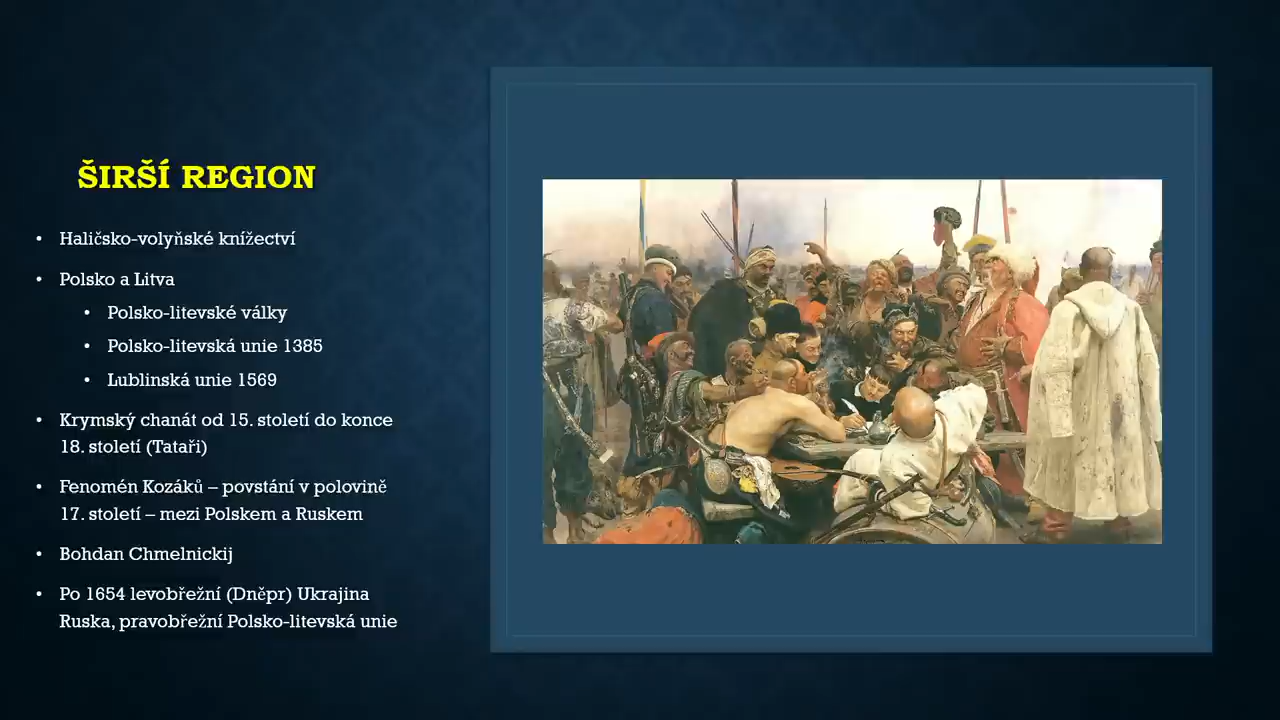 ŠIRŠÍ REGION
• Haličsko-volyňské knížectví
• Polsko a Litva
• Polsko-litevské války
• Polsko-litevská unie 1385
• Lublinská unie 1569
• Krymský chanát od 15. století do konce
18. století (Tataři)
• Fenomén Kozáků – povstání v polovině
17. století – mezi Polskem a Ruskem
• Bohdan Chmelnickij
• Po 1654 levobřežní (Dněpr) Ukrajina
Ruska, pravobřežní Polsko-litevská unie